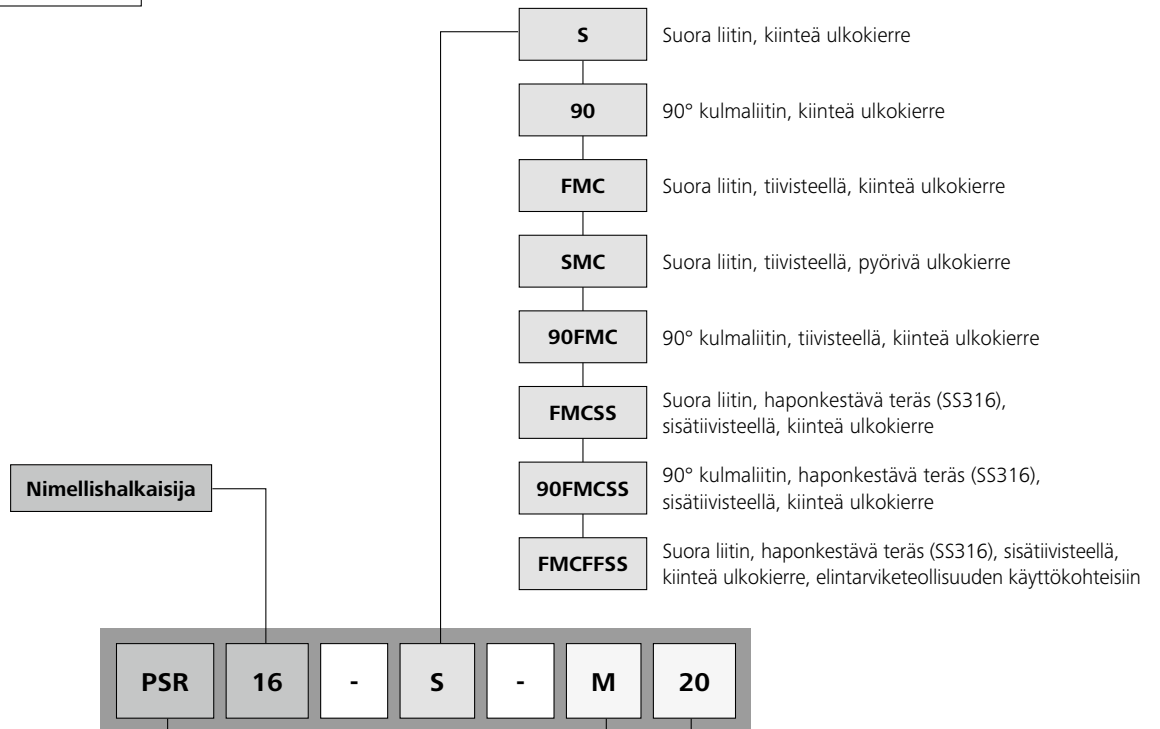 S Suora liitin, kiinteä ulkokierre
90 90° kulmaliitin, kiinteä ulkokierre
FMC Suora liitin, tiivisteellä, kiinteä ulkokierre
SMC Suora liitin, tiivisteellä, pyörivä ulkokierre
90FMC 90° kulmaliitin, tiivisteellä, kiinteä ulkokierre
FMCSS Suora liitin, haponkestävä teräs (SS316),
sisätiivisteellä, kiinteä ulkokierre
Nimellishalkaisija
90FMCSS 90° kulmaliitin, haponkestävä teräs (SS316),
sisätiivisteellä, kiinteä ulkokierre
FMCFFSS Suora liitin, haponkestävä teräs (SS316), sisätiivisteellä,
kiinteä ulkokierre, elintarviketeollisuuden käyttökohteisiin
PSR 16 - S - M 20